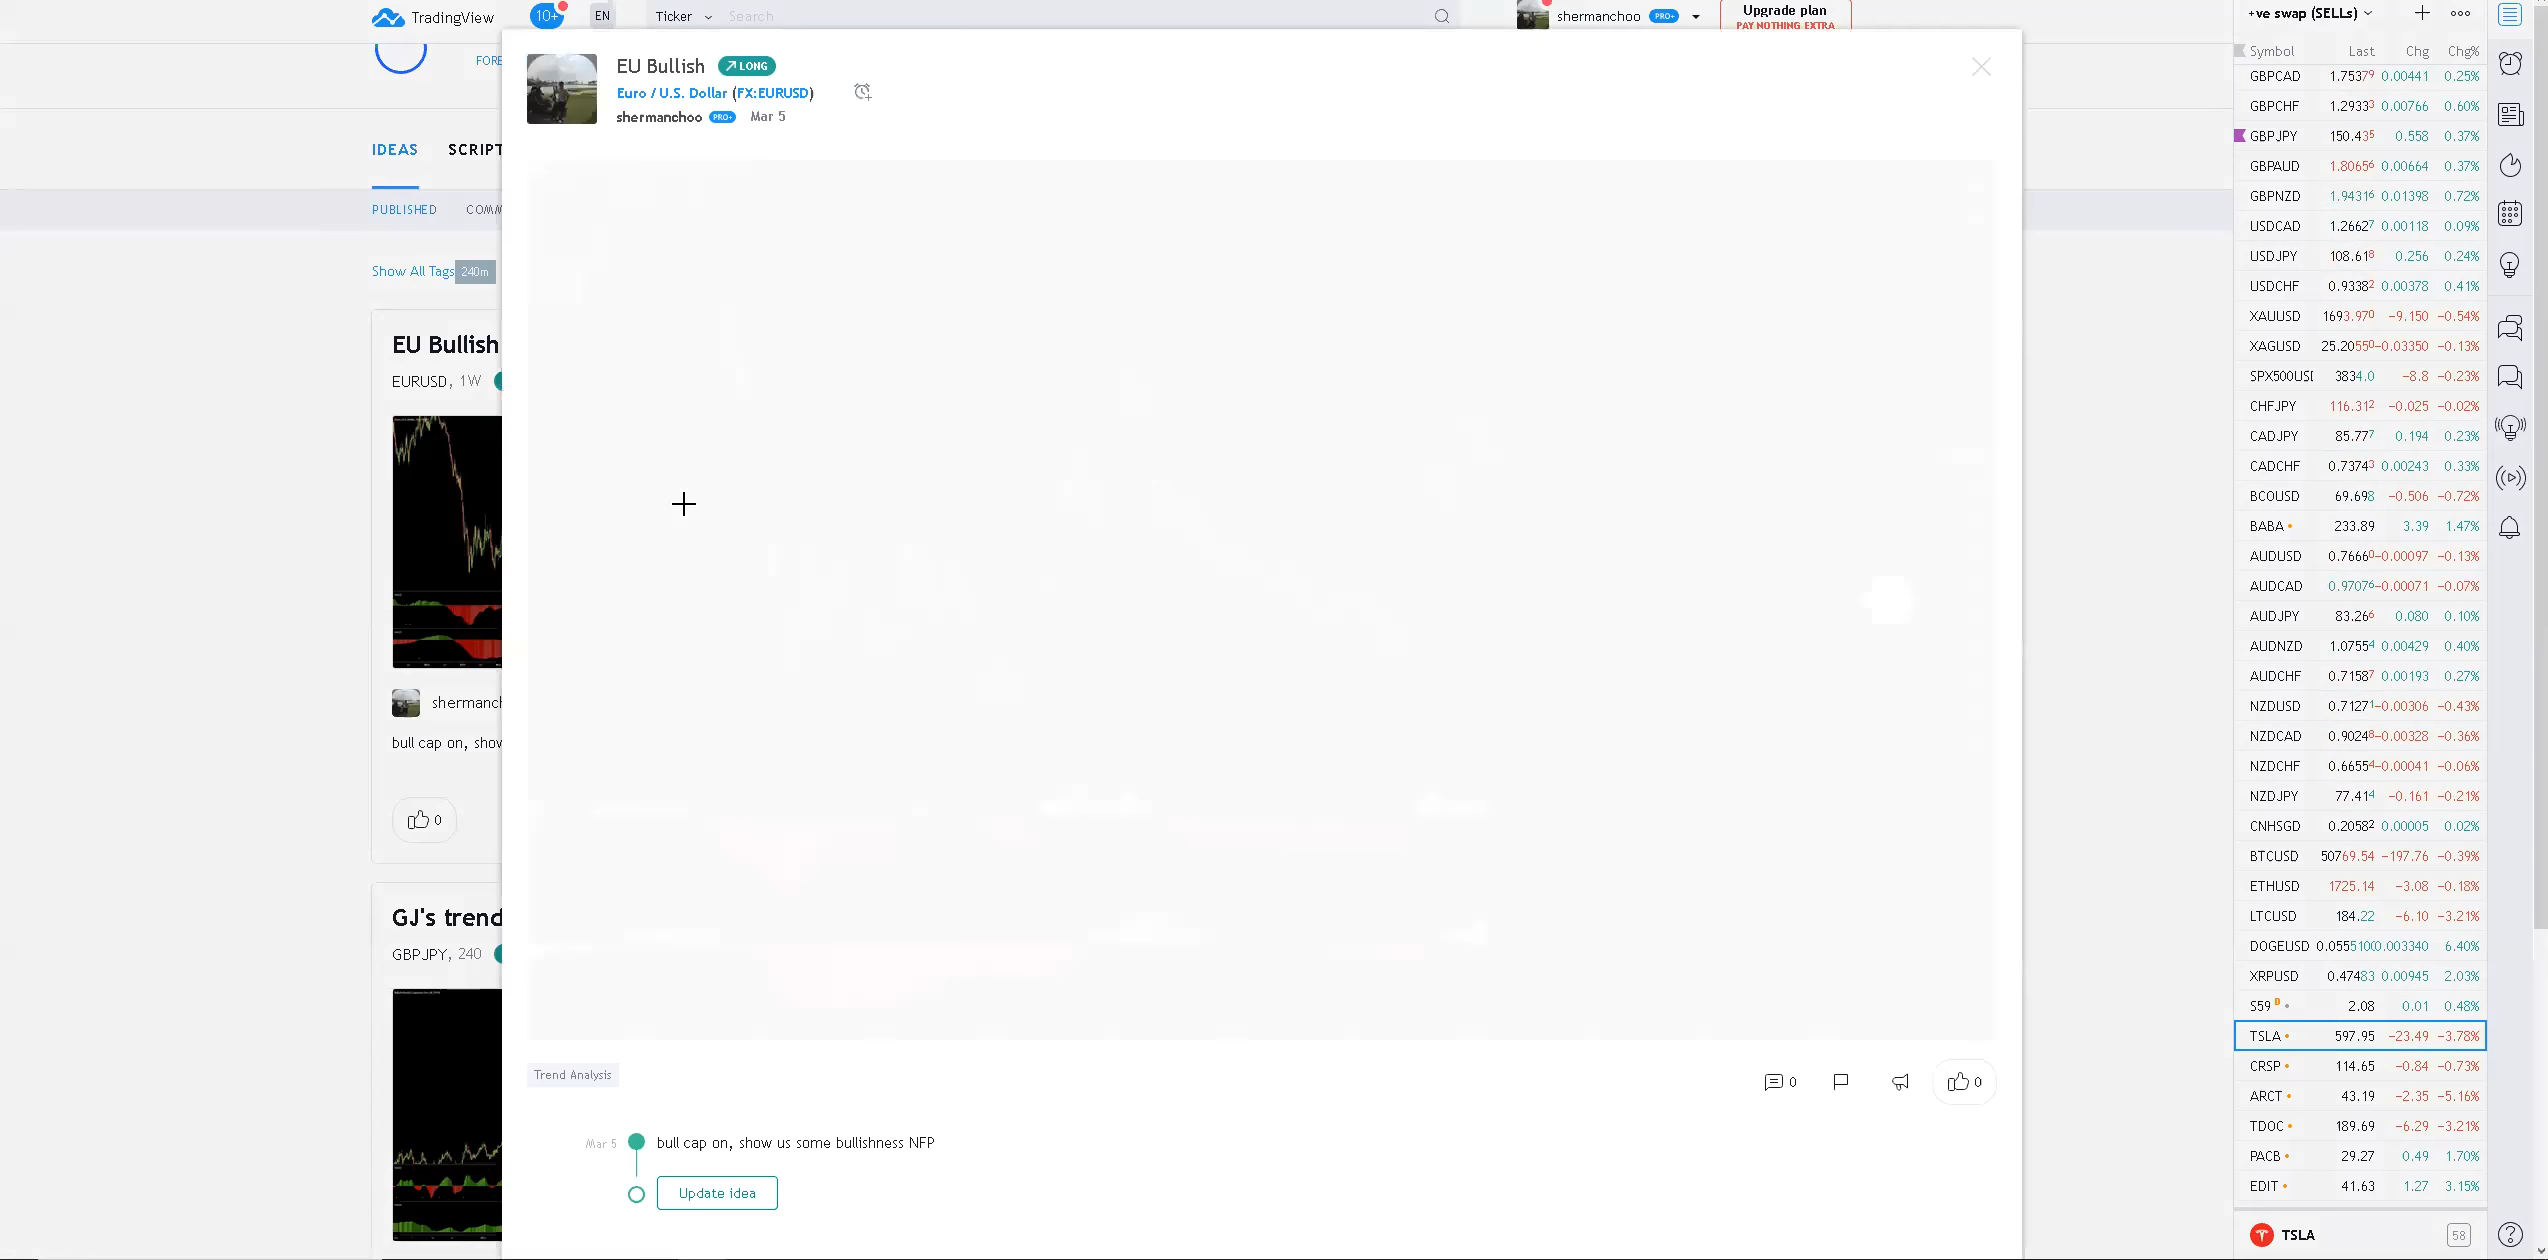 TradingView
10+
EN
Ticker
Search
shermanchoo PRO+
Upgrade plan
PAY NOTHING EXTRA
FORE
IDEAS SCRIPT
PUBLISHED COMM
Show All Tags 240m
EU Bullish
EURUSD, 1W
shermanch
bull cap on, show
0
GJ's trend
GBPJPY, 240
EU Bullish LONG
Euro / U.S. Dollar (FX:EURUSD)
shermanchoo PRO+ Mar 5
Trend Analysis
0
0
Mar 5 bull cap on, show us some bullishness NFP
Update idea
+ve swap (SELLs)
Symbol Last Chg Chg%
GBPCAD 1.75379 0.00441 0.25%
GBPCHF 1.29333 0.00766 0.60%
GBPJPY 150.435 0.558 0.37%
GBPAUD 1.80656 0.00664 0.37%
GBPNZD 1.94316 0.01398 0.72%
USDCAD 1.26627 0.00118 0.09%
USDJPY 108.618 0.256 0.24%
USDCHF 0.93382 0.00378 0.41%
XAUUSD 1693.970 −9.150 −0.54%
XAGUSD 25.20550 −0.03350 −0.13%
SPX500USD 3834.0 −8.8 −0.23%
CHFJPY 116.312 −0.025 −0.02%
CADJPY 85.777 0.194 0.23%
CADCHF 0.73743 0.00243 0.33%
BCOUSD 69.698 −0.506 −0.72%
BABA 233.89 3.39 1.47%
AUDUSD 0.76660 −0.00097 −0.13%
AUDCAD 0.97076 −0.00071 −0.07%
AUDJPY 83.266 0.080 0.10%
AUDNZD 1.07554 0.00429 0.40%
AUDCHF 0.71587 0.00193 0.27%
NZDUSD 0.71271 −0.00306 −0.43%
NZDCAD 0.90248 −0.00328 −0.36%
NZDCHF 0.66554 −0.00041 −0.06%
NZDJPY 77.414 −0.161 −0.21%
CNHSGD 0.20582 0.00005 0.02%
BTCUSD 50769.54 −197.76 −0.39%
ETHUSD 1725.14 −3.08 −0.18%
LTCUSD 184.22 −6.10 −3.21%
DOGEUSD 0.0555100 0.003340 6.40%
XRPUSD 0.47483 0.00945 2.03%
S59 D 2.08 0.01 0.48%
TSLA 597.95 −23.49 −3.78%
CRSP 114.65 −0.84 −0.73%
ARCT 43.19 −2.35 −5.16%
TDOC 189.69 −6.29 −3.21%
PACB 29.27 0.49 1.70%
EDIT 41.63 1.27 3.15%
TSLA 58